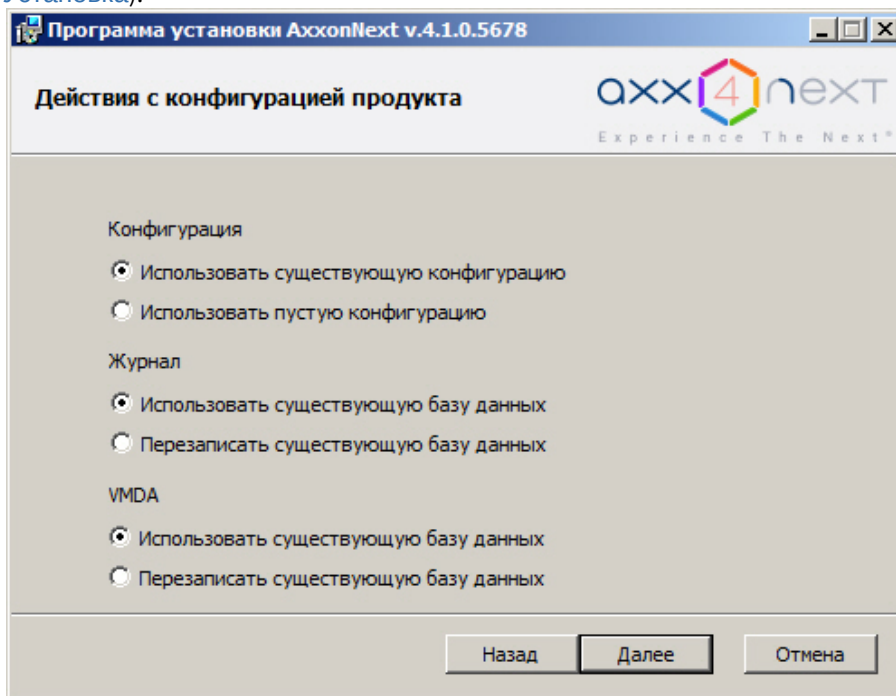 Установка).
Программа установки AxxonNext v.4.1.0.5678
Действия с конфигурацией продукта
axx4next
Experience The Next®
Конфигурация
Использовать существующую конфигурацию
Использовать пустую конфигурацию
Журнал
Использовать существующую базу данных
Перезаписать существующую базу данных
VMDA
Использовать существующую базу данных
Перезаписать существующую базу данных
Назад Далее Отмена